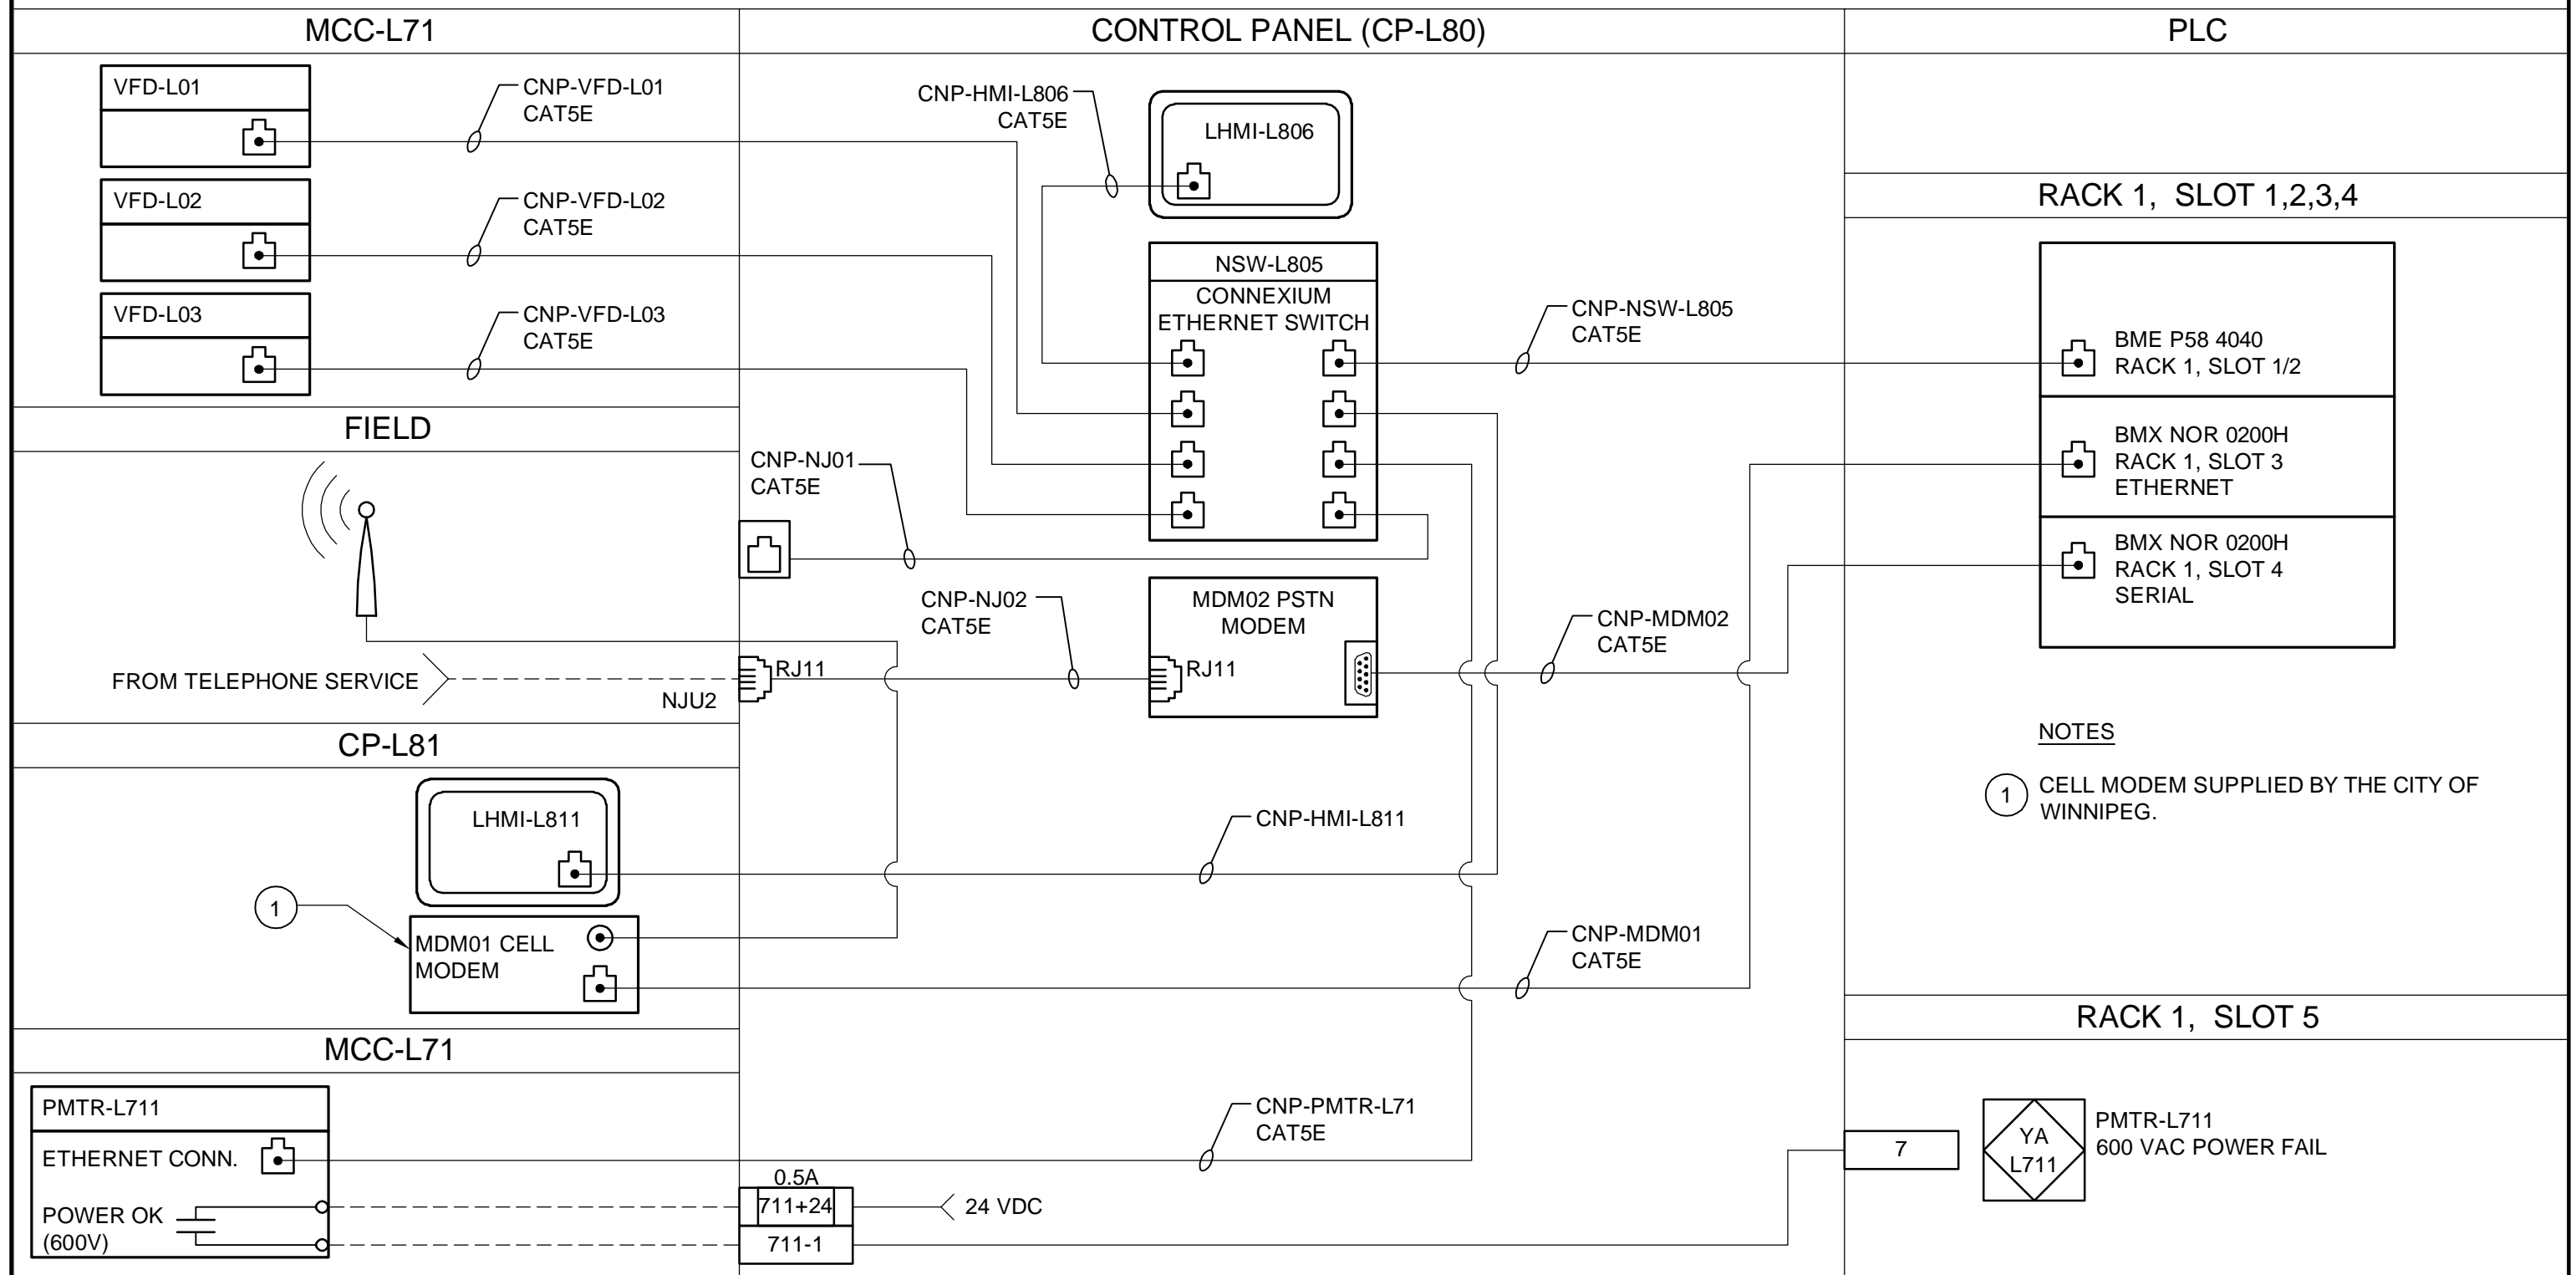 MCC-L71
VFD-L01
CNP-VFD-L01
CAT5E
VFD-L02
CNP-VFD-L02
CAT5E
VFD-L03
CNP-VFD-L03
CAT5E
FIELD
FROM TELEPHONE SERVICE
NJU2
CP-L81
LHMI-L811
1
MDM01 CELL
MODEM
MCC-L71
PMTR-L711
ETHERNET CONN.
POWER OK
(600V)
CONTROL PANEL (CP-L80)
CNP-HMI-L806
CAT5E
LHMI-L806
NSW-L805
CONNEXIUM
ETHERNET SWITCH
CNP-NSW-L805
CAT5E
CNP-NJ01
CAT5E
CNP-NJ02
CAT5E
MDM02 PSTN
MODEM
RJ11
RJ11
CNP-MDM02
CAT5E
CNP-HMI-L811
CNP-MDM01
CAT5E
CNP-PMTR-L71
CAT5E
0.5A
711+24
24 VDC
711-1
PLC
RACK 1, SLOT 1,2,3,4
BME P58 4040
RACK 1, SLOT 1/2
BMX NOR 0200H
RACK 1, SLOT 3
ETHERNET
BMX NOR 0200H
RACK 1, SLOT 4
SERIAL
NOTES
1 CELL MODEM SUPPLIED BY THE CITY OF
WINNIPEG.
RACK 1, SLOT 5
7
YA
L711
PMTR-L711
600 VAC POWER FAIL